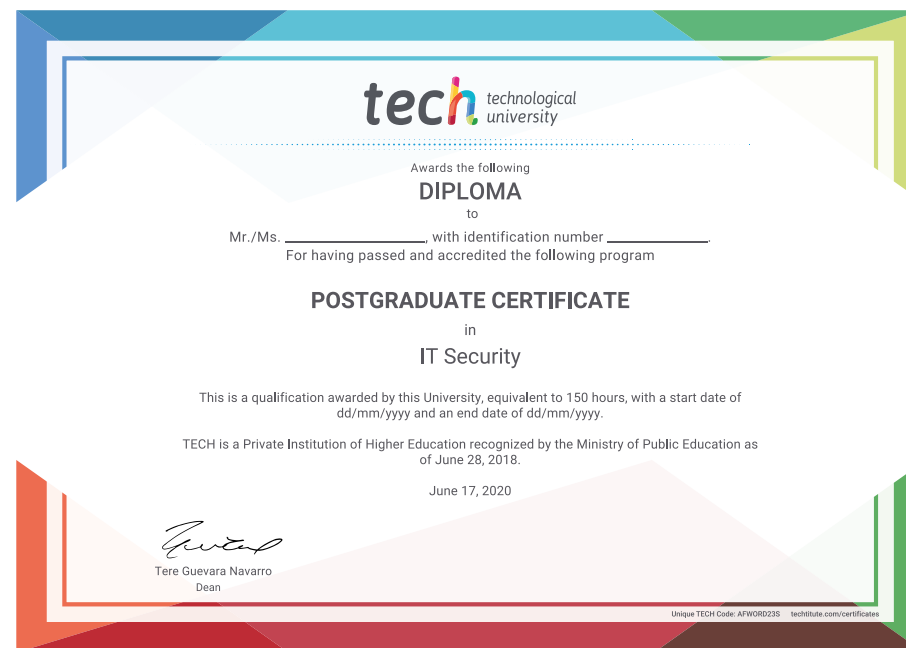 tech technological
university
Awards the following
DIPLOMA
to
Mr./Ms. ____________________, with identification number ______________.
For having passed and accredited the following program
POSTGRADUATE CERTIFICATE
in
IT Security
This is a qualification awarded by this University, equivalent to 150 hours, with a start date of
dd/mm/yyyy and an end date of dd/mm/yyyy.
TECH is a Private Institution of Higher Education recognized by the Ministry of Public Education as
of June 28, 2018.
June 17, 2020
Tere Guevara Navarro
Dean
Unique TECH Code: AFWORD23S techtitute.com/certificates